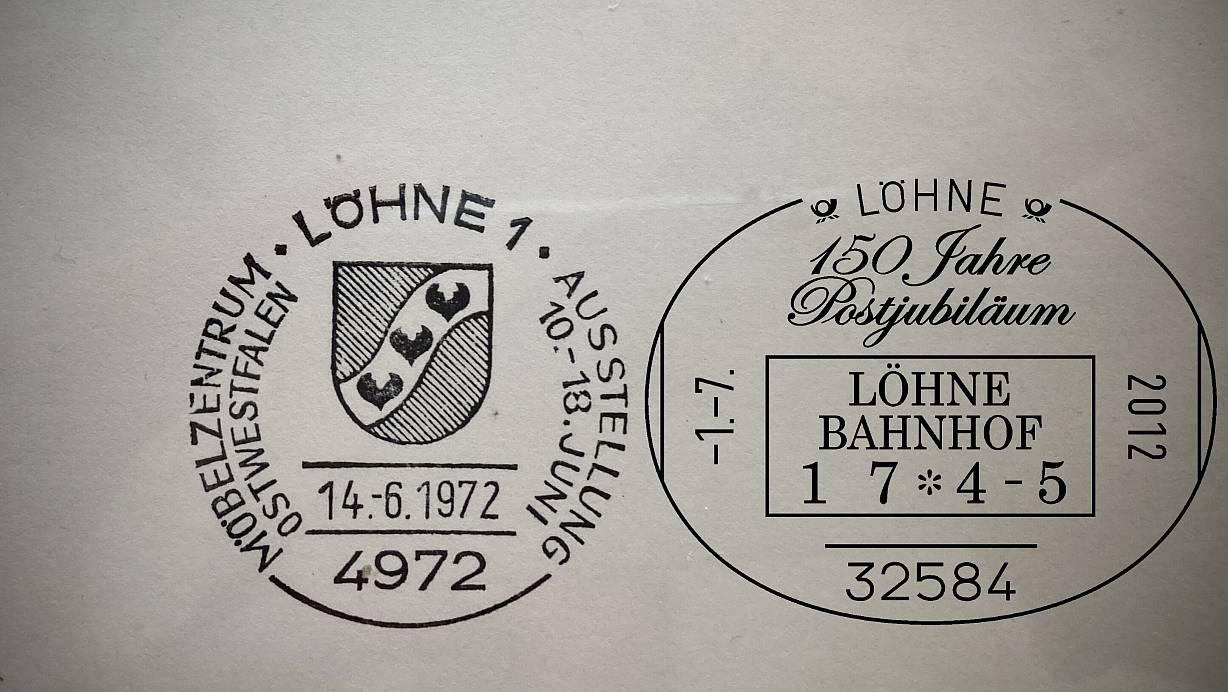 LÖHNE 1
MÖBELZENTRUM
OSTWESTFALEN
AUSSTELLUNG
10.-18. JUNI
14.-6.1972
4972
LÖHNE
150 Jahre
Postjubiläum
-1.-7.
2012
LÖHNE
BAHNHOF
1 7*4-5
32584